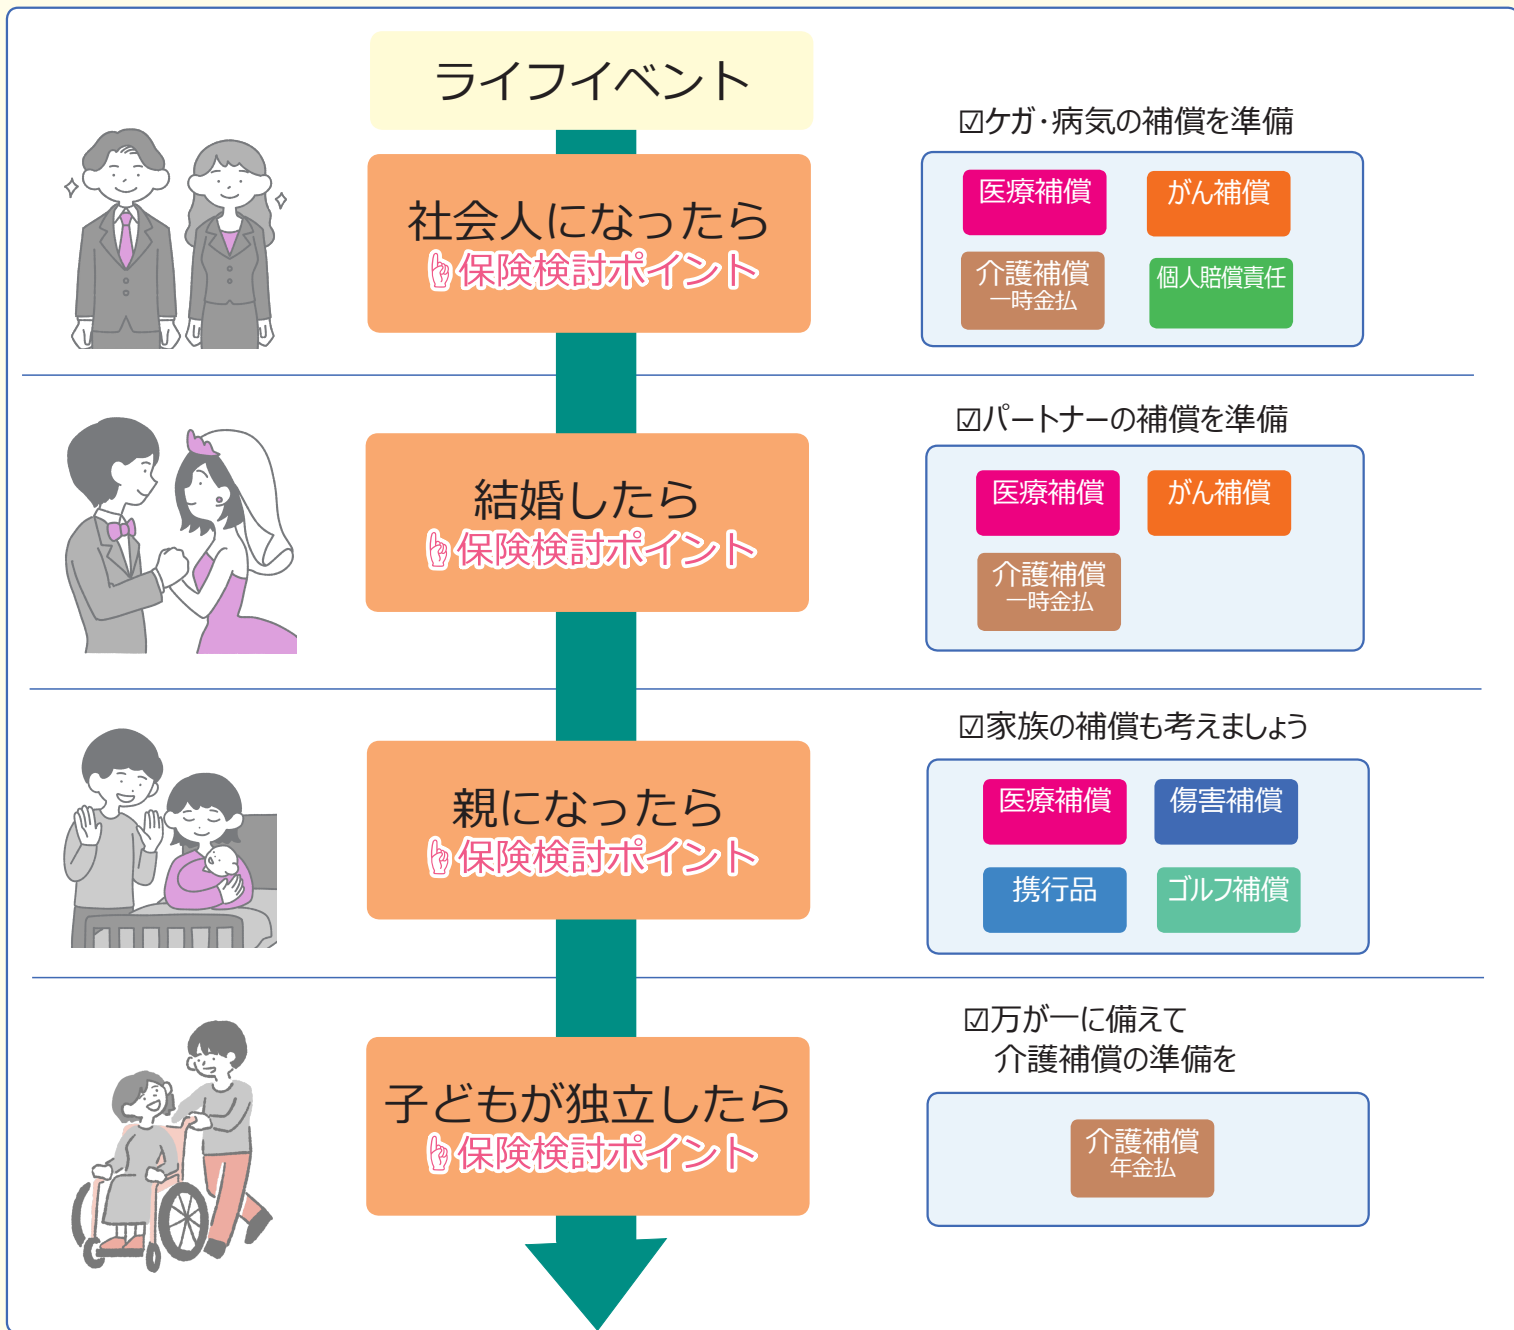 ライフイベント
社会人になったら
☝保険検討ポイント
☑ケガ・病気の補償を準備
医療補償
がん補償
介護補償
一時金払
個人賠償責任
結婚したら
☝保険検討ポイント
☑パートナーの補償を準備
医療補償
がん補償
介護補償
一時金払
親になったら
☝保険検討ポイント
☑家族の補償も考えましょう
医療補償
傷害補償
携行品
ゴルフ補償
子どもが独立したら
☝保険検討ポイント
☑万が一に備えて
介護補償の準備を
介護補償
年金払